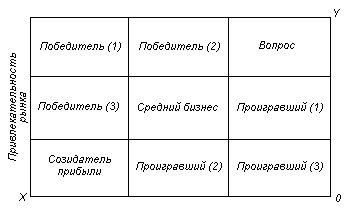 Y
Привлекательность
рынка
Победитель (1)
Победитель (2)
Вопрос
Победитель (3)
Средний бизнес
Проигравший (1)
Созидатель
прибыли
Проигравший (2)
Проигравший (3)
X
0